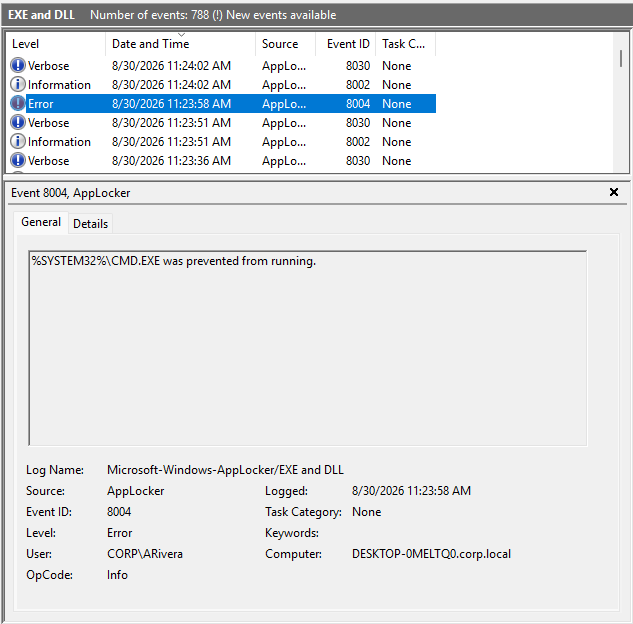 EXE and DLL Number of events: 788 (!) New events available
Level Date and Time Source Event ID Task C...
Verbose 8/30/2026 11:24:02 AM AppLo... 8030 None
Information 8/30/2026 11:24:02 AM AppLo... 8002 None
Error 8/30/2026 11:23:58 AM AppLo... 8004 None
Verbose 8/30/2026 11:23:51 AM AppLo... 8030 None
Information 8/30/2026 11:23:51 AM AppLo... 8002 None
Verbose 8/30/2026 11:23:36 AM AppLo... 8030 None
Event 8004, AppLocker
General Details
%SYSTEM32%\CMD.EXE was prevented from running.
Log Name: Microsoft-Windows-AppLocker/EXE and DLL
Source: AppLocker Logged: 8/30/2026 11:23:58 AM
Event ID: 8004 Task Category: None
Level: Error Keywords:
User: CORP\ARivera Computer: DESKTOP-0MELTQ0.corp.local
OpCode: Info